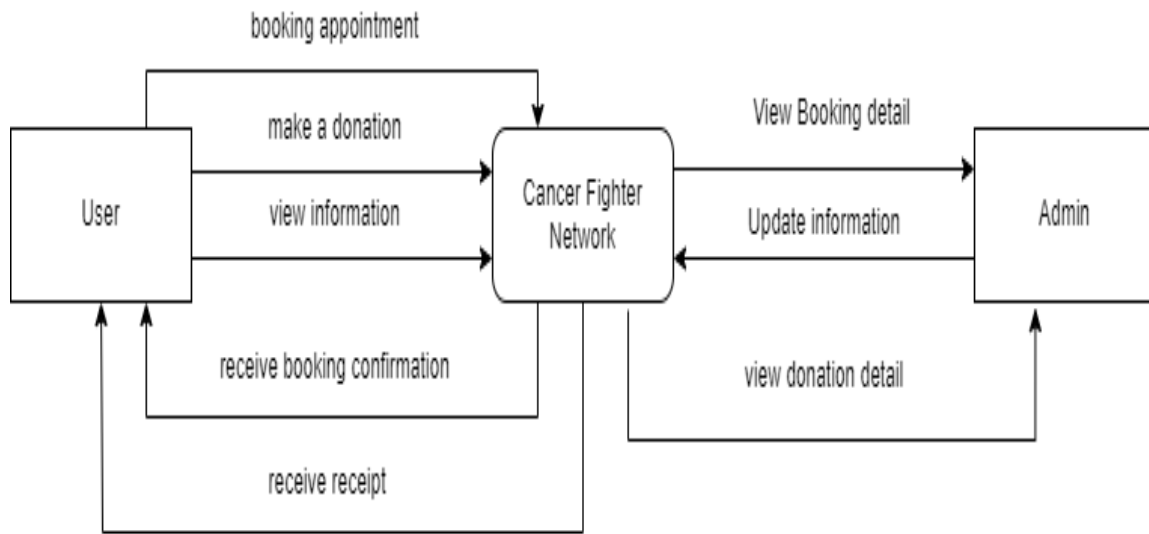 booking appointment
make a donation
View Booking detail
User
view information
Cancer Fighter
Network
Update information
Admin
receive booking confirmation
view donation detail
receive receipt